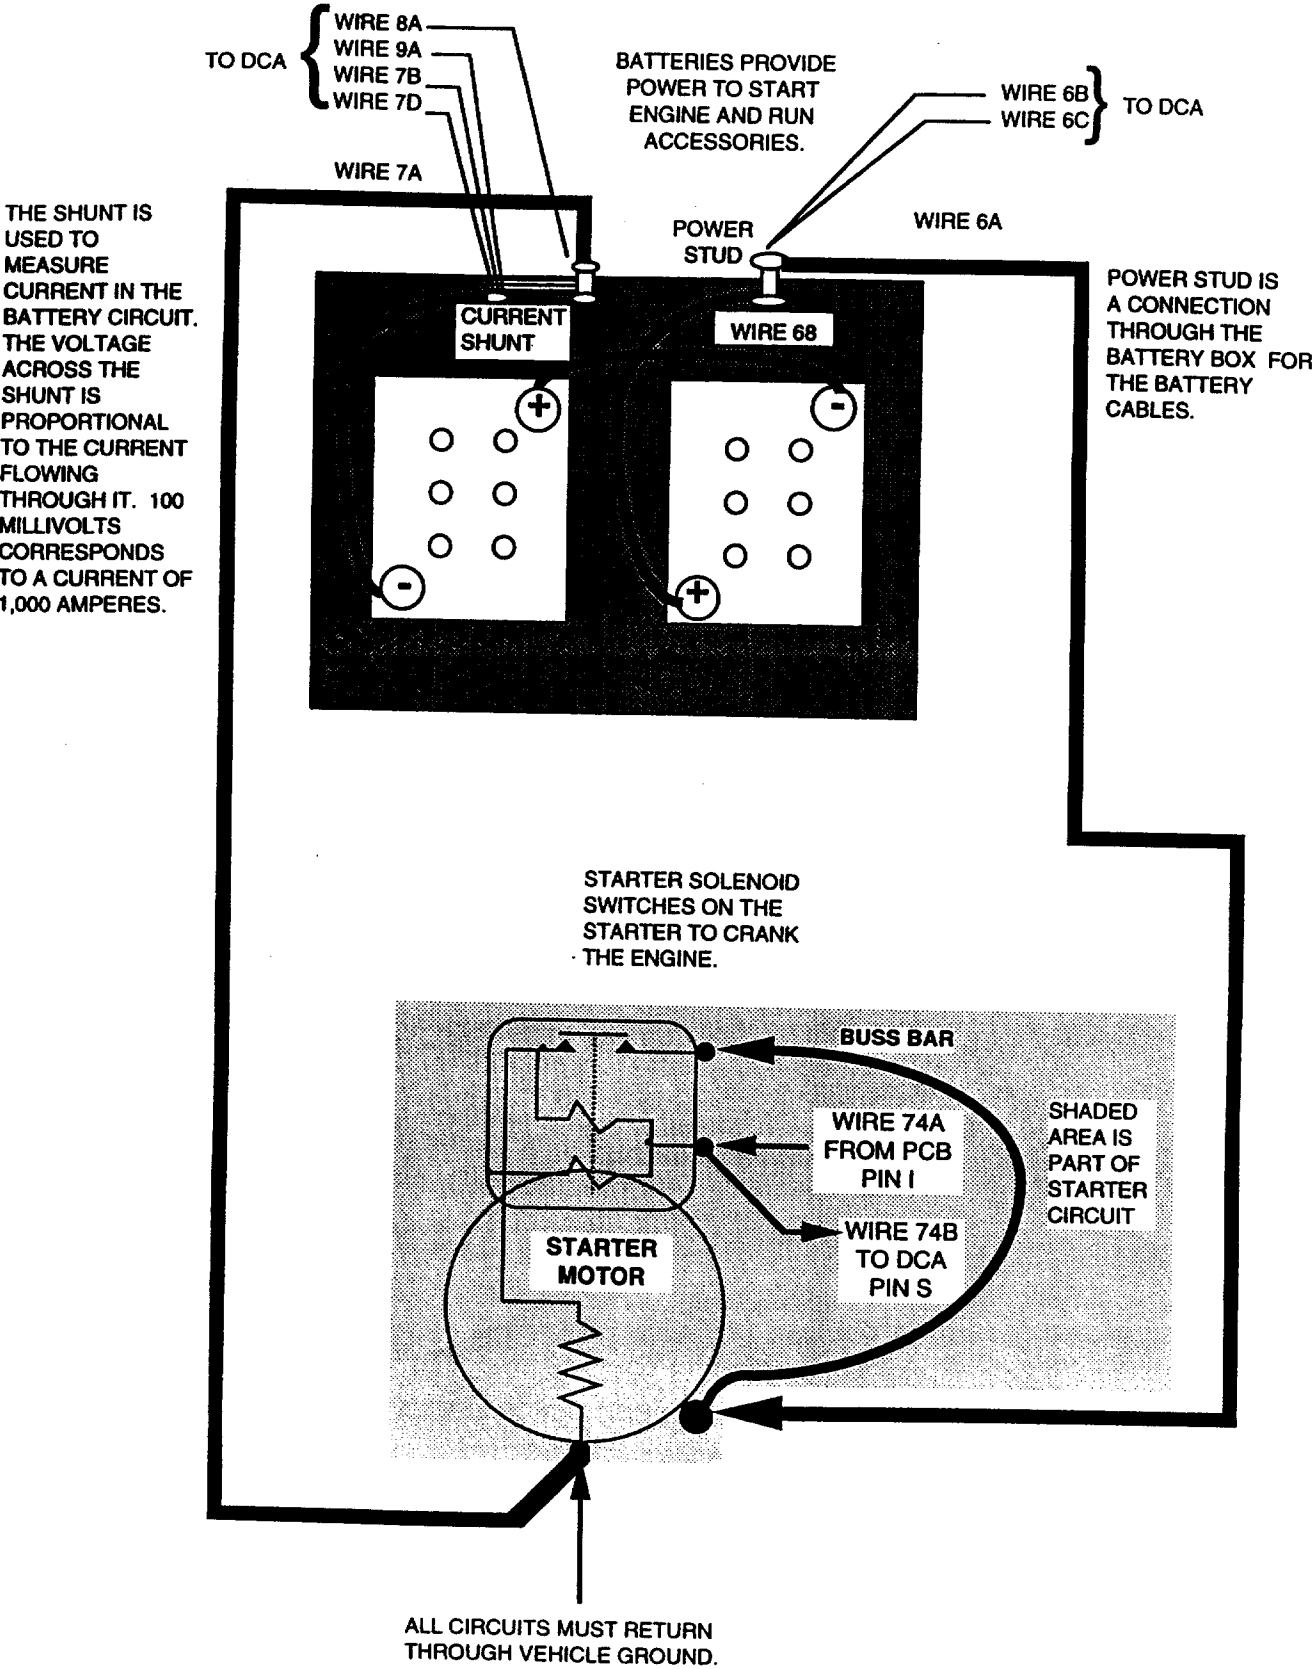 TO DCA
WIRE 8A
WIRE 9A
WIRE 7B
WIRE 7D
WIRE 7A
BATTERIES PROVIDE
POWER TO START
ENGINE AND RUN
ACCESSORIES.
WIRE 6B
WIRE 6C
TO DCA
THE SHUNT IS
USED TO
MEASURE
CURRENT IN THE
BATTERY CIRCUIT.
THE VOLTAGE
ACROSS THE
SHUNT IS
PROPORTIONAL
TO THE CURRENT
FLOWING
THROUGH IT. 100
MILLIVOLTS
CORRESPONDS
TO A CURRENT OF
1,000 AMPERES.
POWER
STUD
WIRE 6A
POWER STUD IS
A CONNECTION
THROUGH THE
BATTERY BOX FOR
THE BATTERY
CABLES.
CURRENT
SHUNT
WIRE 68
+
-
-
+
STARTER SOLENOID
SWITCHES ON THE
STARTER TO CRANK
THE ENGINE.
BUSS BAR
WIRE 74A
FROM PCB
PIN I
SHADED
AREA IS
PART OF
STARTER
CIRCUIT
WIRE 74B
TO DCA
PIN S
STARTER
MOTOR
ALL CIRCUITS MUST RETURN
THROUGH VEHICLE GROUND.